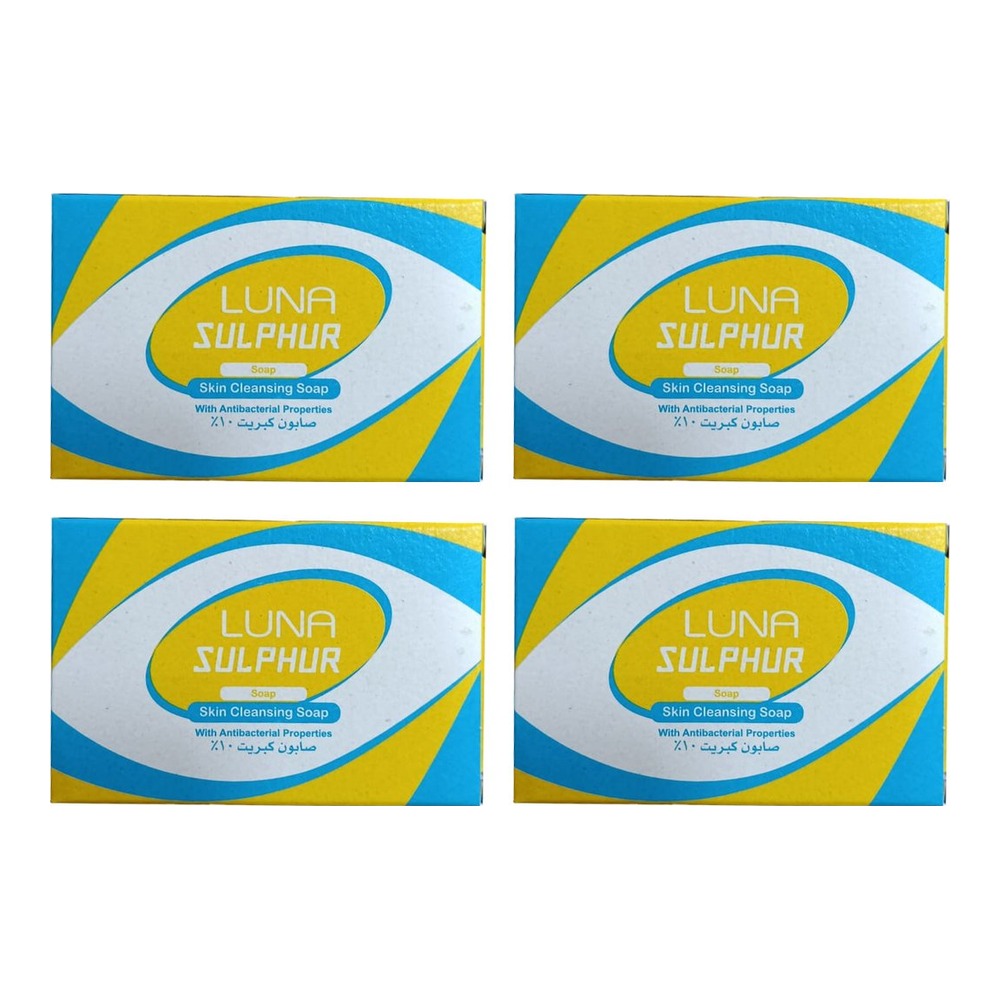 LUNA
SULPHUR
Soap
Skin Cleansing Soap
With Antibacterial Properties
صابون كبريت ١٠٪
LUNA
SULPHUR
Soap
Skin Cleansing Soap
With Antibacterial Properties
صابون كبريت ١٠٪
LUNA
SULPHUR
Soap
Skin Cleansing Soap
With Antibacterial Properties
صابون كبريت ١٠٪
LUNA
SULPHUR
Soap
Skin Cleansing Soap
With Antibacterial Properties
صابون كبريت ١٠٪